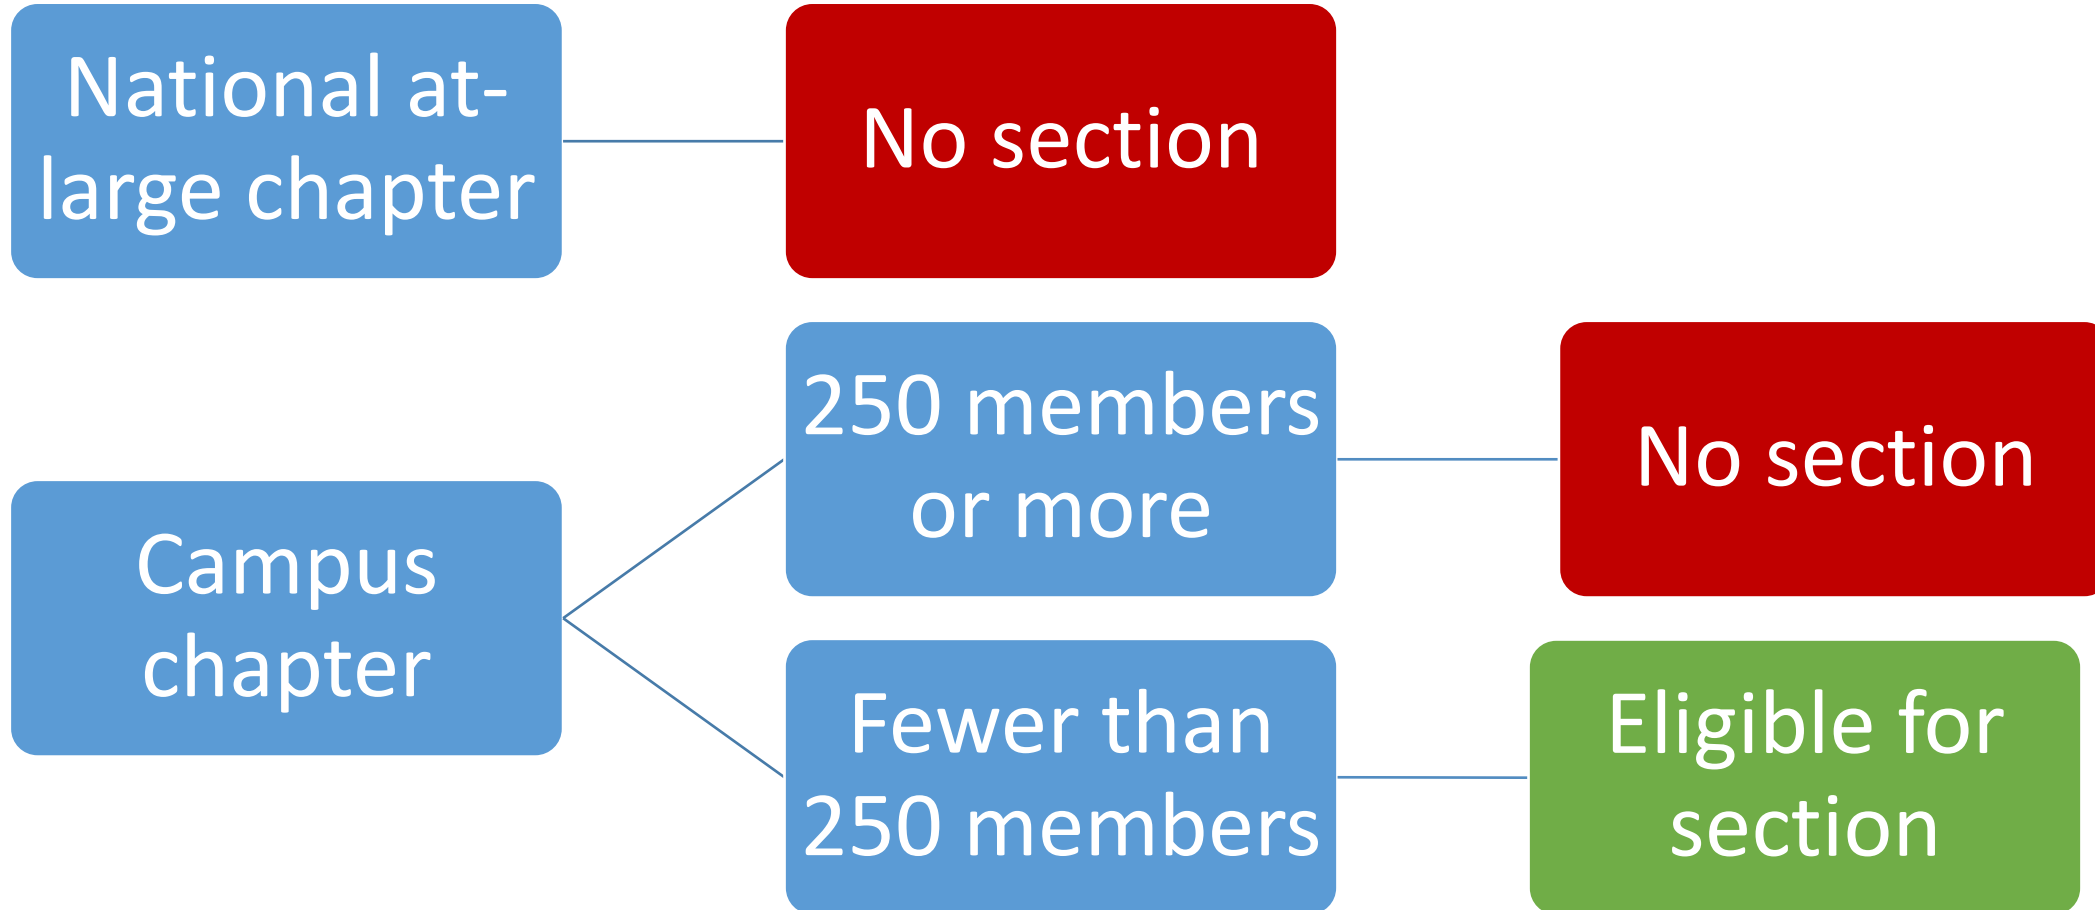 National at-
large chapter
No section
Campus
chapter
250 members
or more
No section
Fewer than
250 members
Eligible for
section